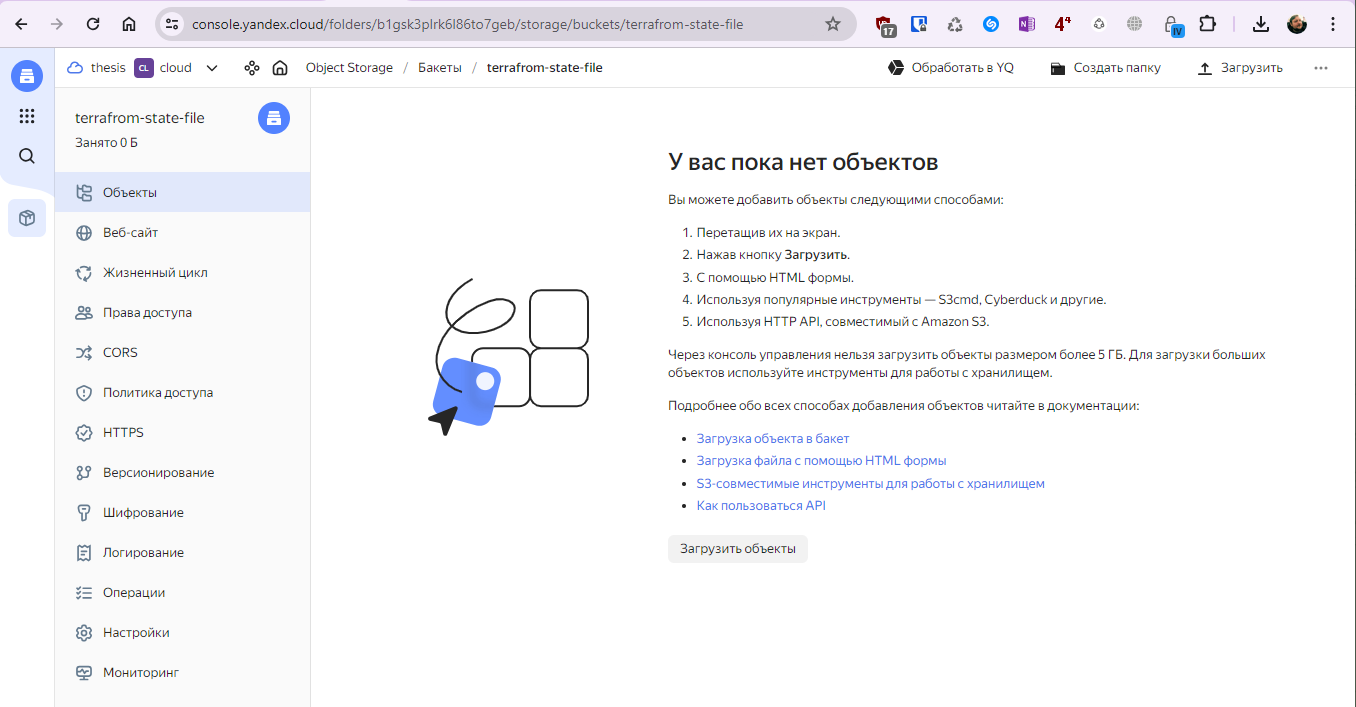 console.yandex.cloud/folders/b1gsk3plrk6l86to7geb/storage/buckets/terrafrom-state-file
17
4⁴
IV
thesis CL cloud Object Storage / Бакеты / terrafrom-state-file Обработать в YQ Создать папку Загрузить
terrafrom-state-file
Занято 0 Б
Объекты
Веб-сайт
Жизненный цикл
Права доступа
CORS
Политика доступа
HTTPS
Версионирование
Шифрование
Логирование
Операции
Настройки
Мониторинг
У вас пока нет объектов
Вы можете добавить объекты следующими способами:
1. Перетащив их на экран.
2. Нажав кнопку Загрузить.
3. С помощью HTML формы.
4. Используя популярные инструменты — S3cmd, Cyberduck и другие.
5. Используя HTTP API, совместимый с Amazon S3.
Через консоль управления нельзя загрузить объекты размером более 5 ГБ. Для загрузки больших
объектов используйте инструменты для работы с хранилищем.
Подробнее обо всех способах добавления объектов читайте в документации:
• Загрузка объекта в бакет
• Загрузка файла с помощью HTML формы
• S3-совместимые инструменты для работы с хранилищем
• Как пользоваться API
Загрузить объекты